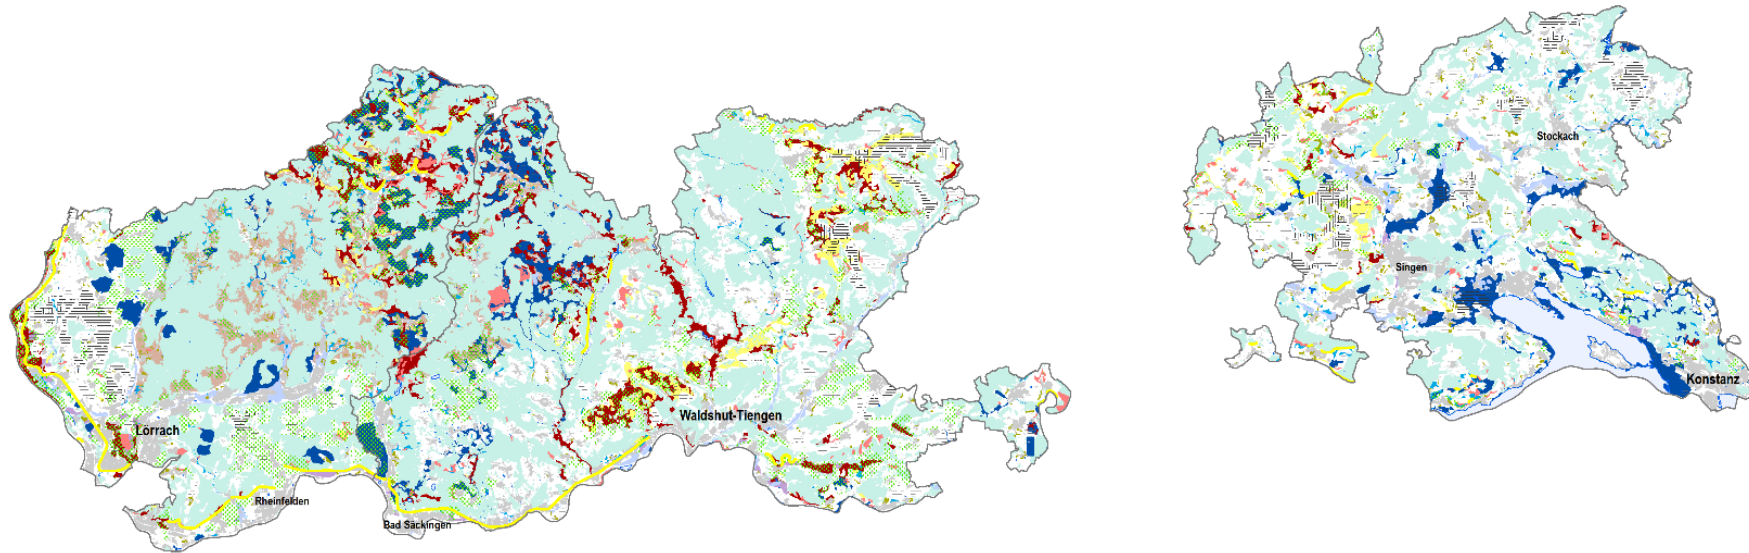 Stockach
Singen
Konstanz
Lörrach
Waldshut-Tiengen
Rheinfelden
Bad Säckingen